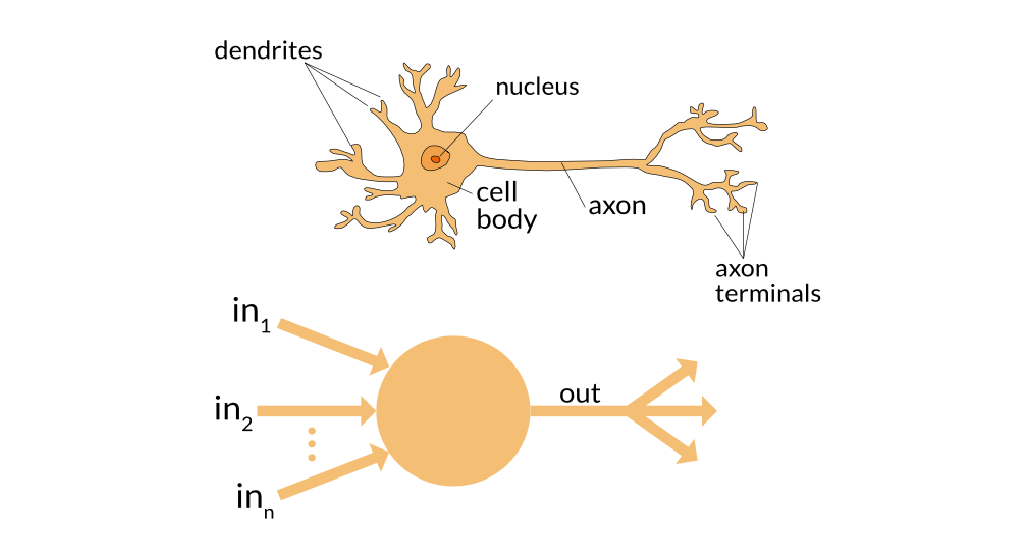 dendrites
nucleus
cell
body
axon
axon
terminals
in₁
in₂
inₙ
out